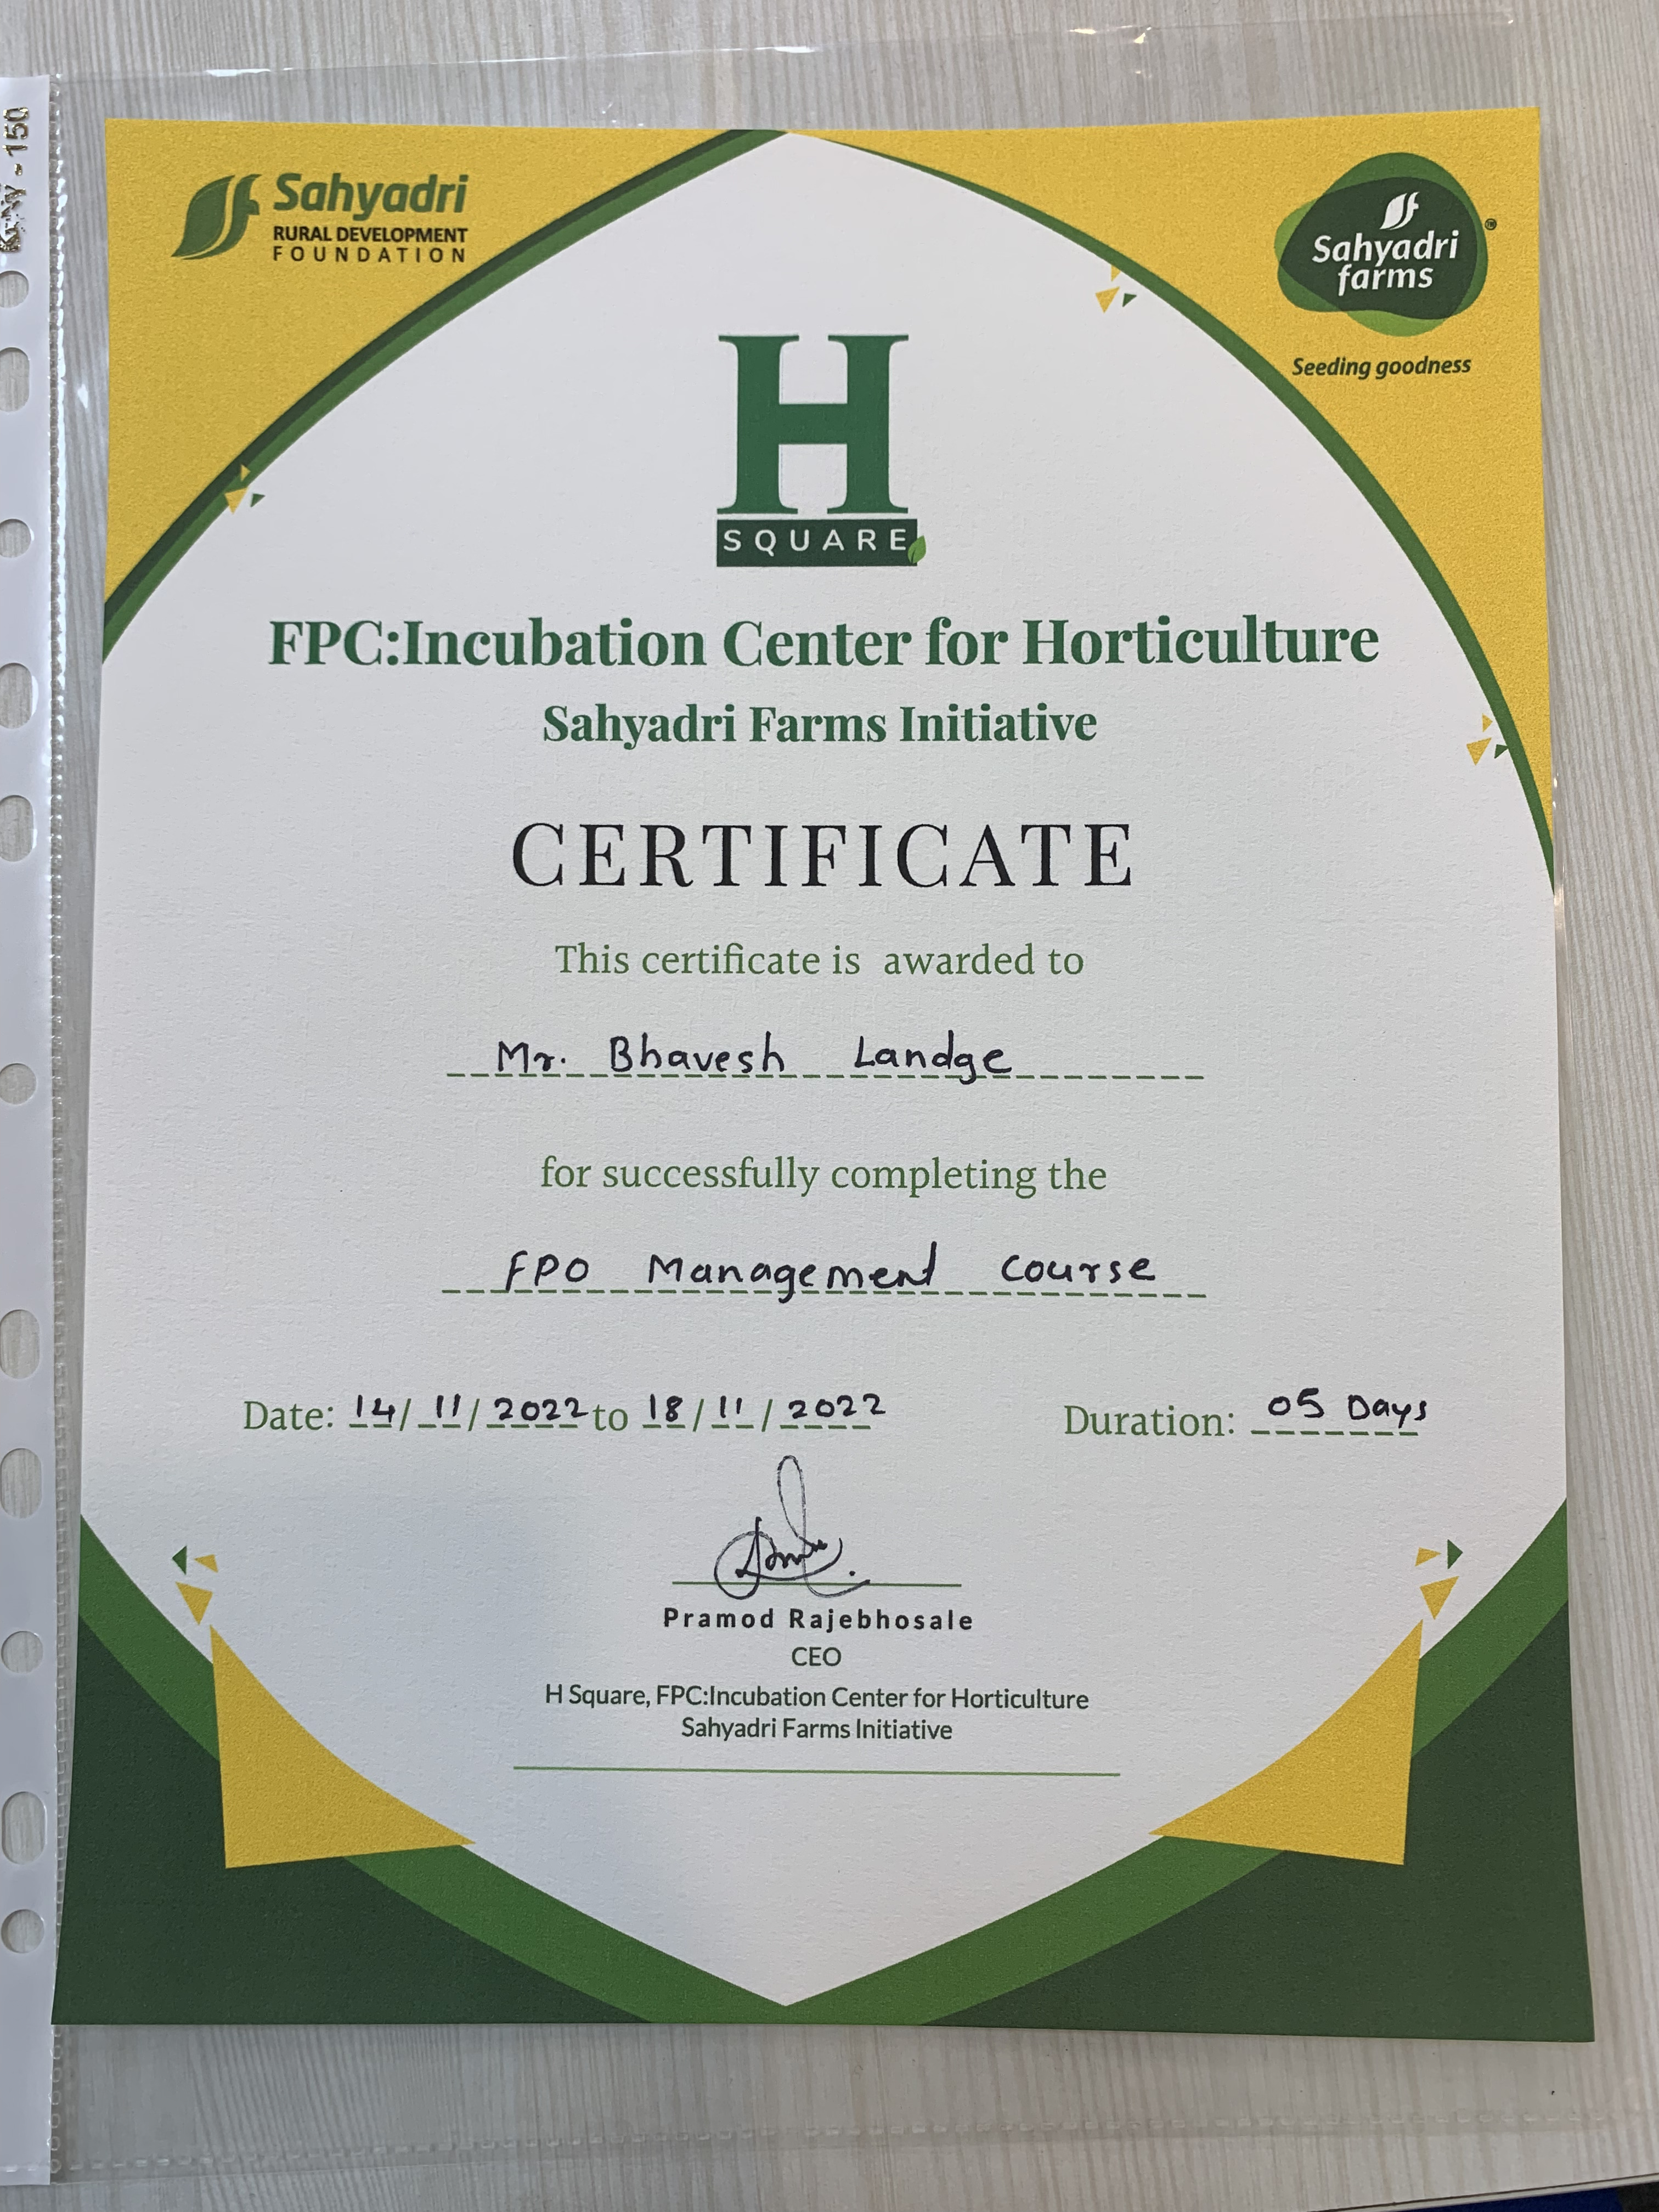 KENY - 150
Sahyadri
RURAL DEVELOPMENT
FOUNDATION
Sahyadri
farms
®
Seeding goodness
H
SQUARE
FPC:Incubation Center for Horticulture
Sahyadri Farms Initiative
CERTIFICATE
This certificate is awarded to
Mr. Bhavesh Landge
for successfully completing the
FPO Management Course
Date: 14/11/2022 to 18/11/2022
Duration: 05 Days
Pramod Rajebhosale
CEO
H Square, FPC:Incubation Center for Horticulture
Sahyadri Farms Initiative